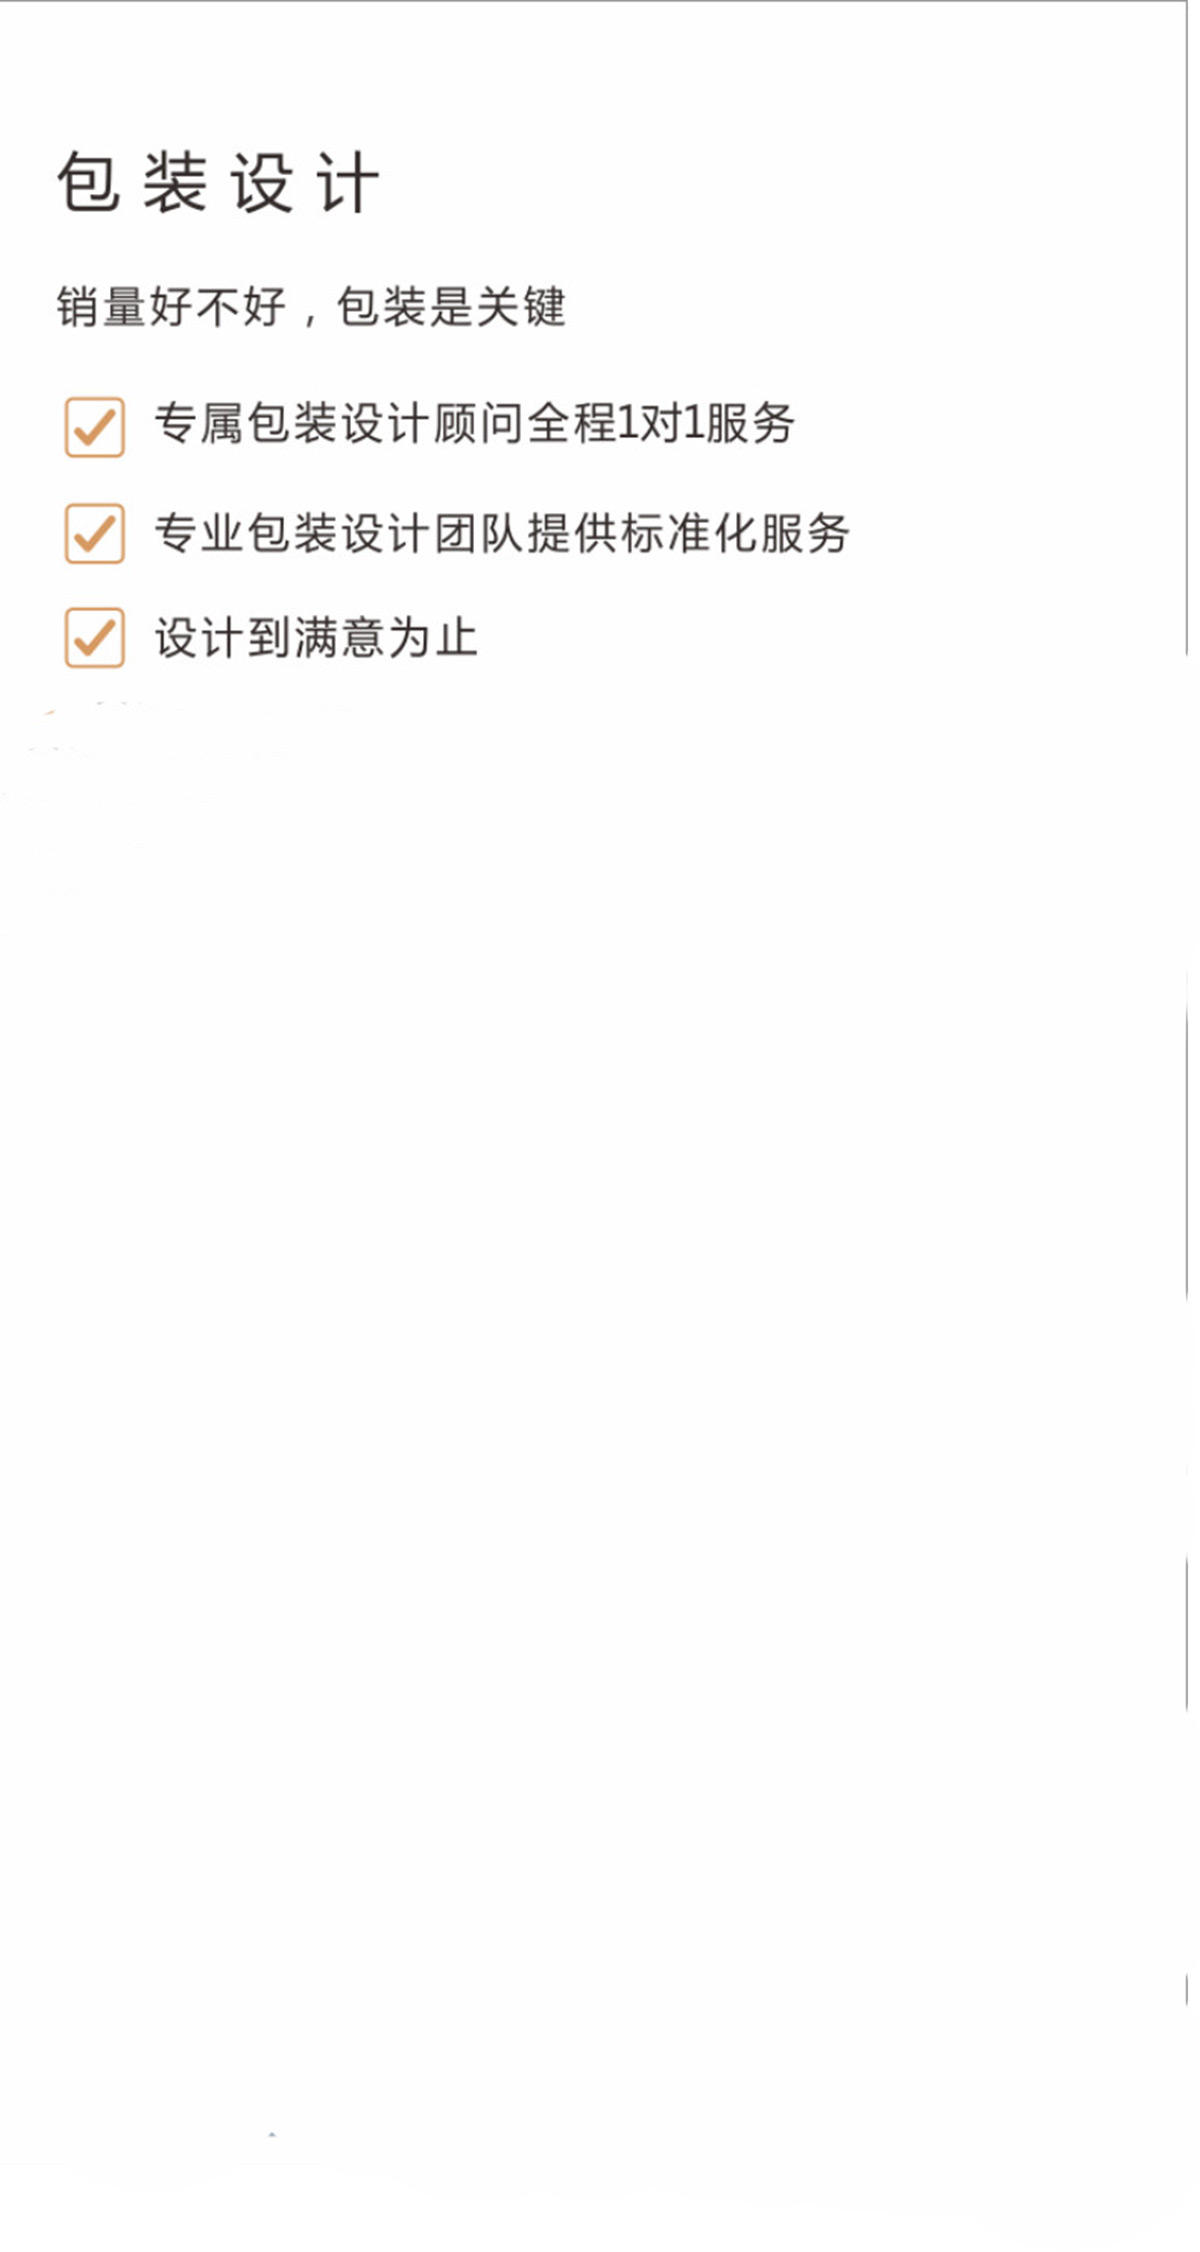 包装设计
销量好不好，包装是关键
专属包装设计顾问全程1对1服务
专业包装设计团队提供标准化服务
设计到满意为止